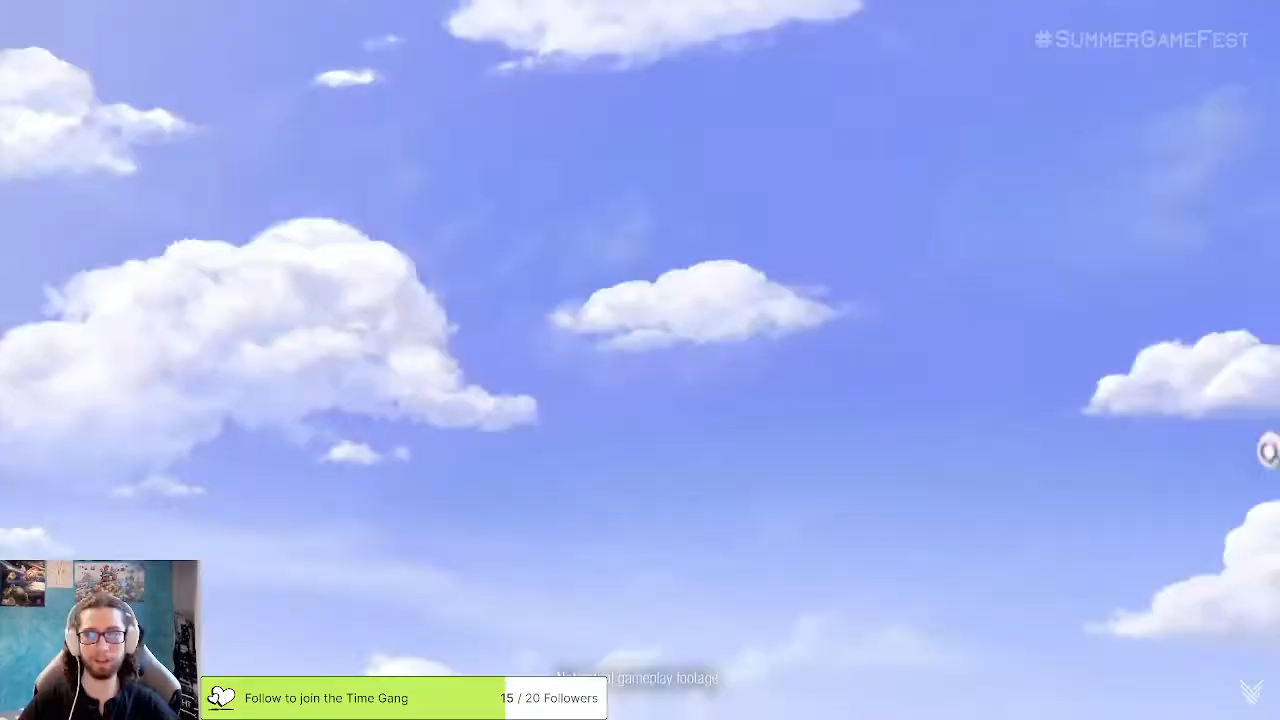 #SUMMERGAMEFEST
gameplay footage
Follow to join the Time Gang 15 / 20 Followers